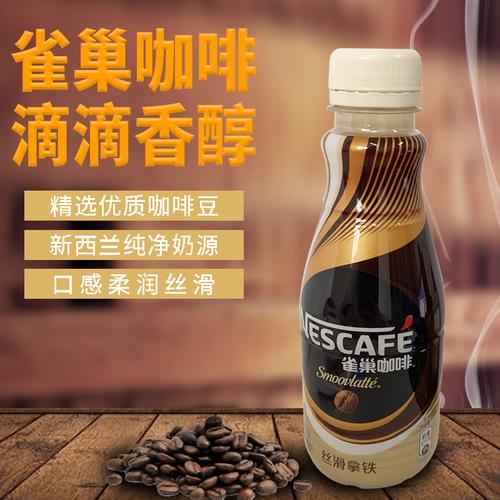 雀巢咖啡
滴滴香醇
精选优质咖啡豆
新西兰纯净奶源
口感柔润丝滑
NESCAFÉ
雀巢咖啡
Smoovlatté
丝滑拿铁